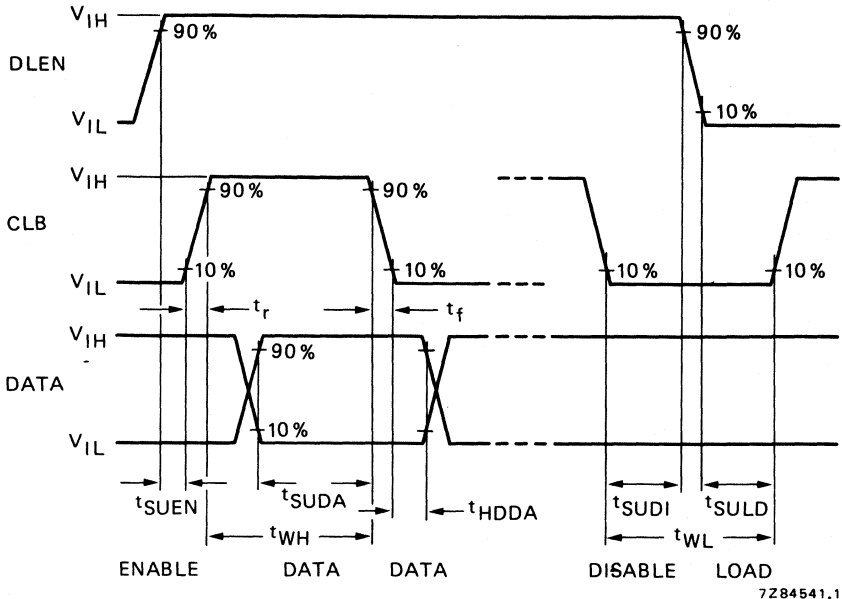 V_IH
90%
90%
DLEN
10%
V_IL
V_IH
90%
90%
CLB
10%
10%
10%
10%
V_IL
t_r
t_f
V_IH
90%
DATA
10%
V_IL
t_SUEN
t_SUDA
t_HDDA
t_SUDI
t_SULD
t_WH
t_WL
ENABLE DATA DATA DISABLE LOAD
7Z84541.1